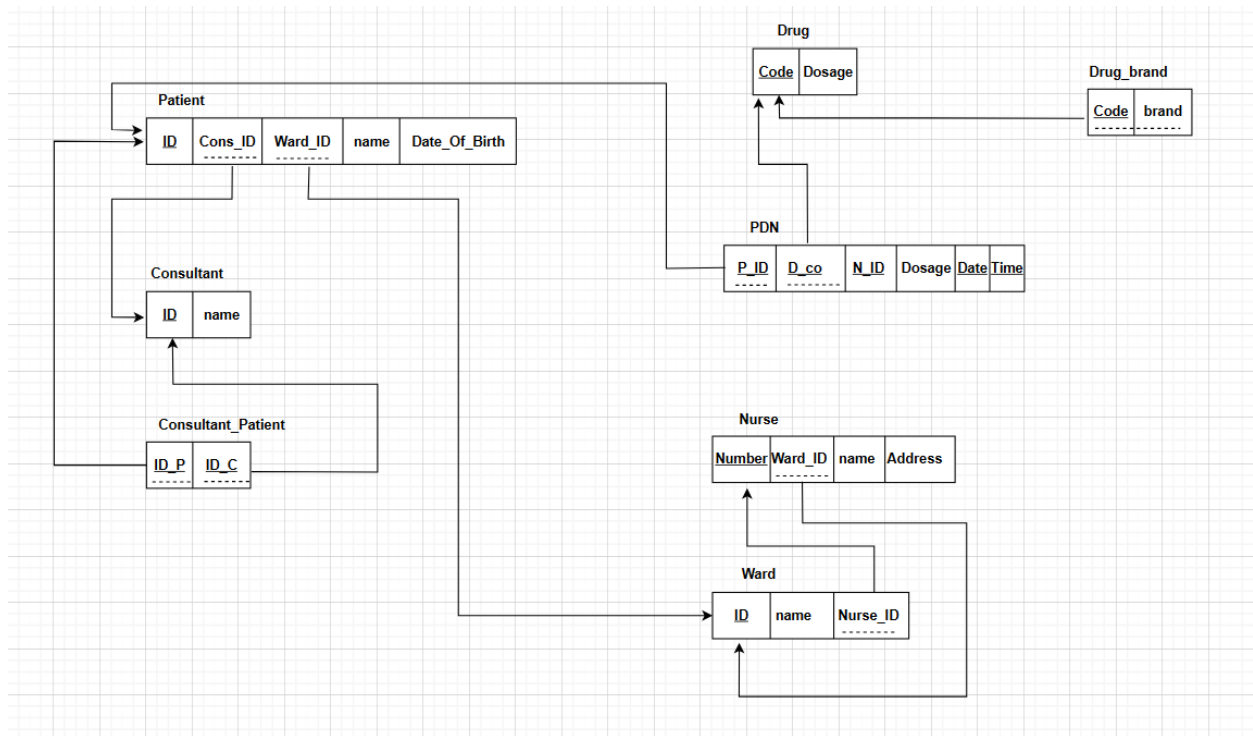 Drug
Code Dosage
Drug_brand
Code brand
Patient
ID Cons_ID Ward_ID name Date_Of_Birth
PDN
P_ID D_co N_ID Dosage Date Time
Consultant
ID name
Consultant_Patient
ID_P ID_C
Nurse
Number Ward_ID name Address
Ward
ID name Nurse_ID